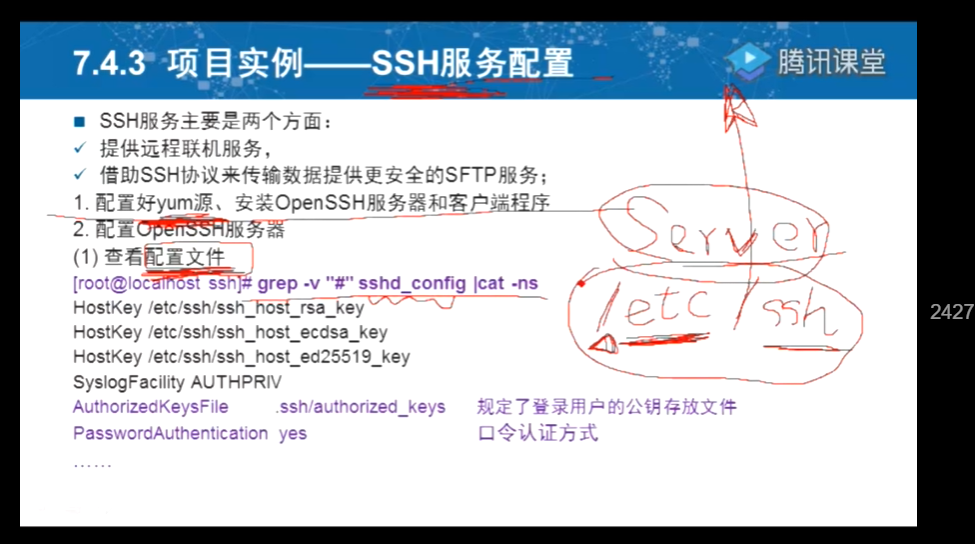 7.4.3 项目实例——SSH服务配置
腾讯课堂
■ SSH服务主要是两个方面：
✓ 提供远程联机服务，
✓ 借助SSH协议来传输数据提供更安全的SFTP服务；
1. 配置好yum源、安装OpenSSH服务器和客户端程序
2. 配置OpenSSH服务器
(1) 查看配置文件
[root@localhost ssh]# grep -v "#" sshd_config |cat -ns
HostKey /etc/ssh/ssh_host_rsa_key
HostKey /etc/ssh/ssh_host_ecdsa_key
HostKey /etc/ssh/ssh_host_ed25519_key
SyslogFacility AUTHPRIV
AuthorizedKeysFile .ssh/authorized_keys 规定了登录用户的公钥存放文件
PasswordAuthentication yes 口令认证方式
……
Server
/etc/ssh
2427